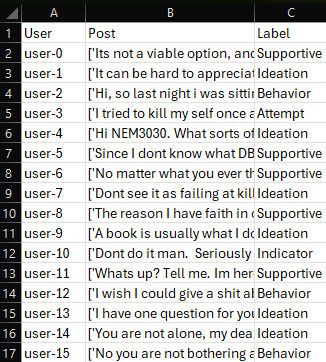 A B C
1 User Post Label
2 user-0 ['Its not a viable option, and Supportive
3 user-1 ['It can be hard to appreciat Ideation
4 user-2 ['Hi, so last night i was sittin Behavior
5 user-3 ['I tried to kill my self once a Attempt
6 user-4 ['Hi NEM3030. What sorts of Ideation
7 user-5 ['Since I dont know what DB Supportive
8 user-6 ['No matter what you ever th Supportive
9 user-7 ['Dont see it as failing at kill Ideation
10 user-8 ['The reason I have faith in Supportive
11 user-9 ['A book is usually what I do Ideation
12 user-10 ['Dont do it man.  Seriously Indicator
13 user-11 ['Whats up? Tell me. Im her Supportive
14 user-12 ['I wish I could give a shit Behavior
15 user-13 ['I have one question for you Ideation
16 user-14 ['You are not alone, my dea Ideation
17 user-15 ['No you are not bothering Behavior